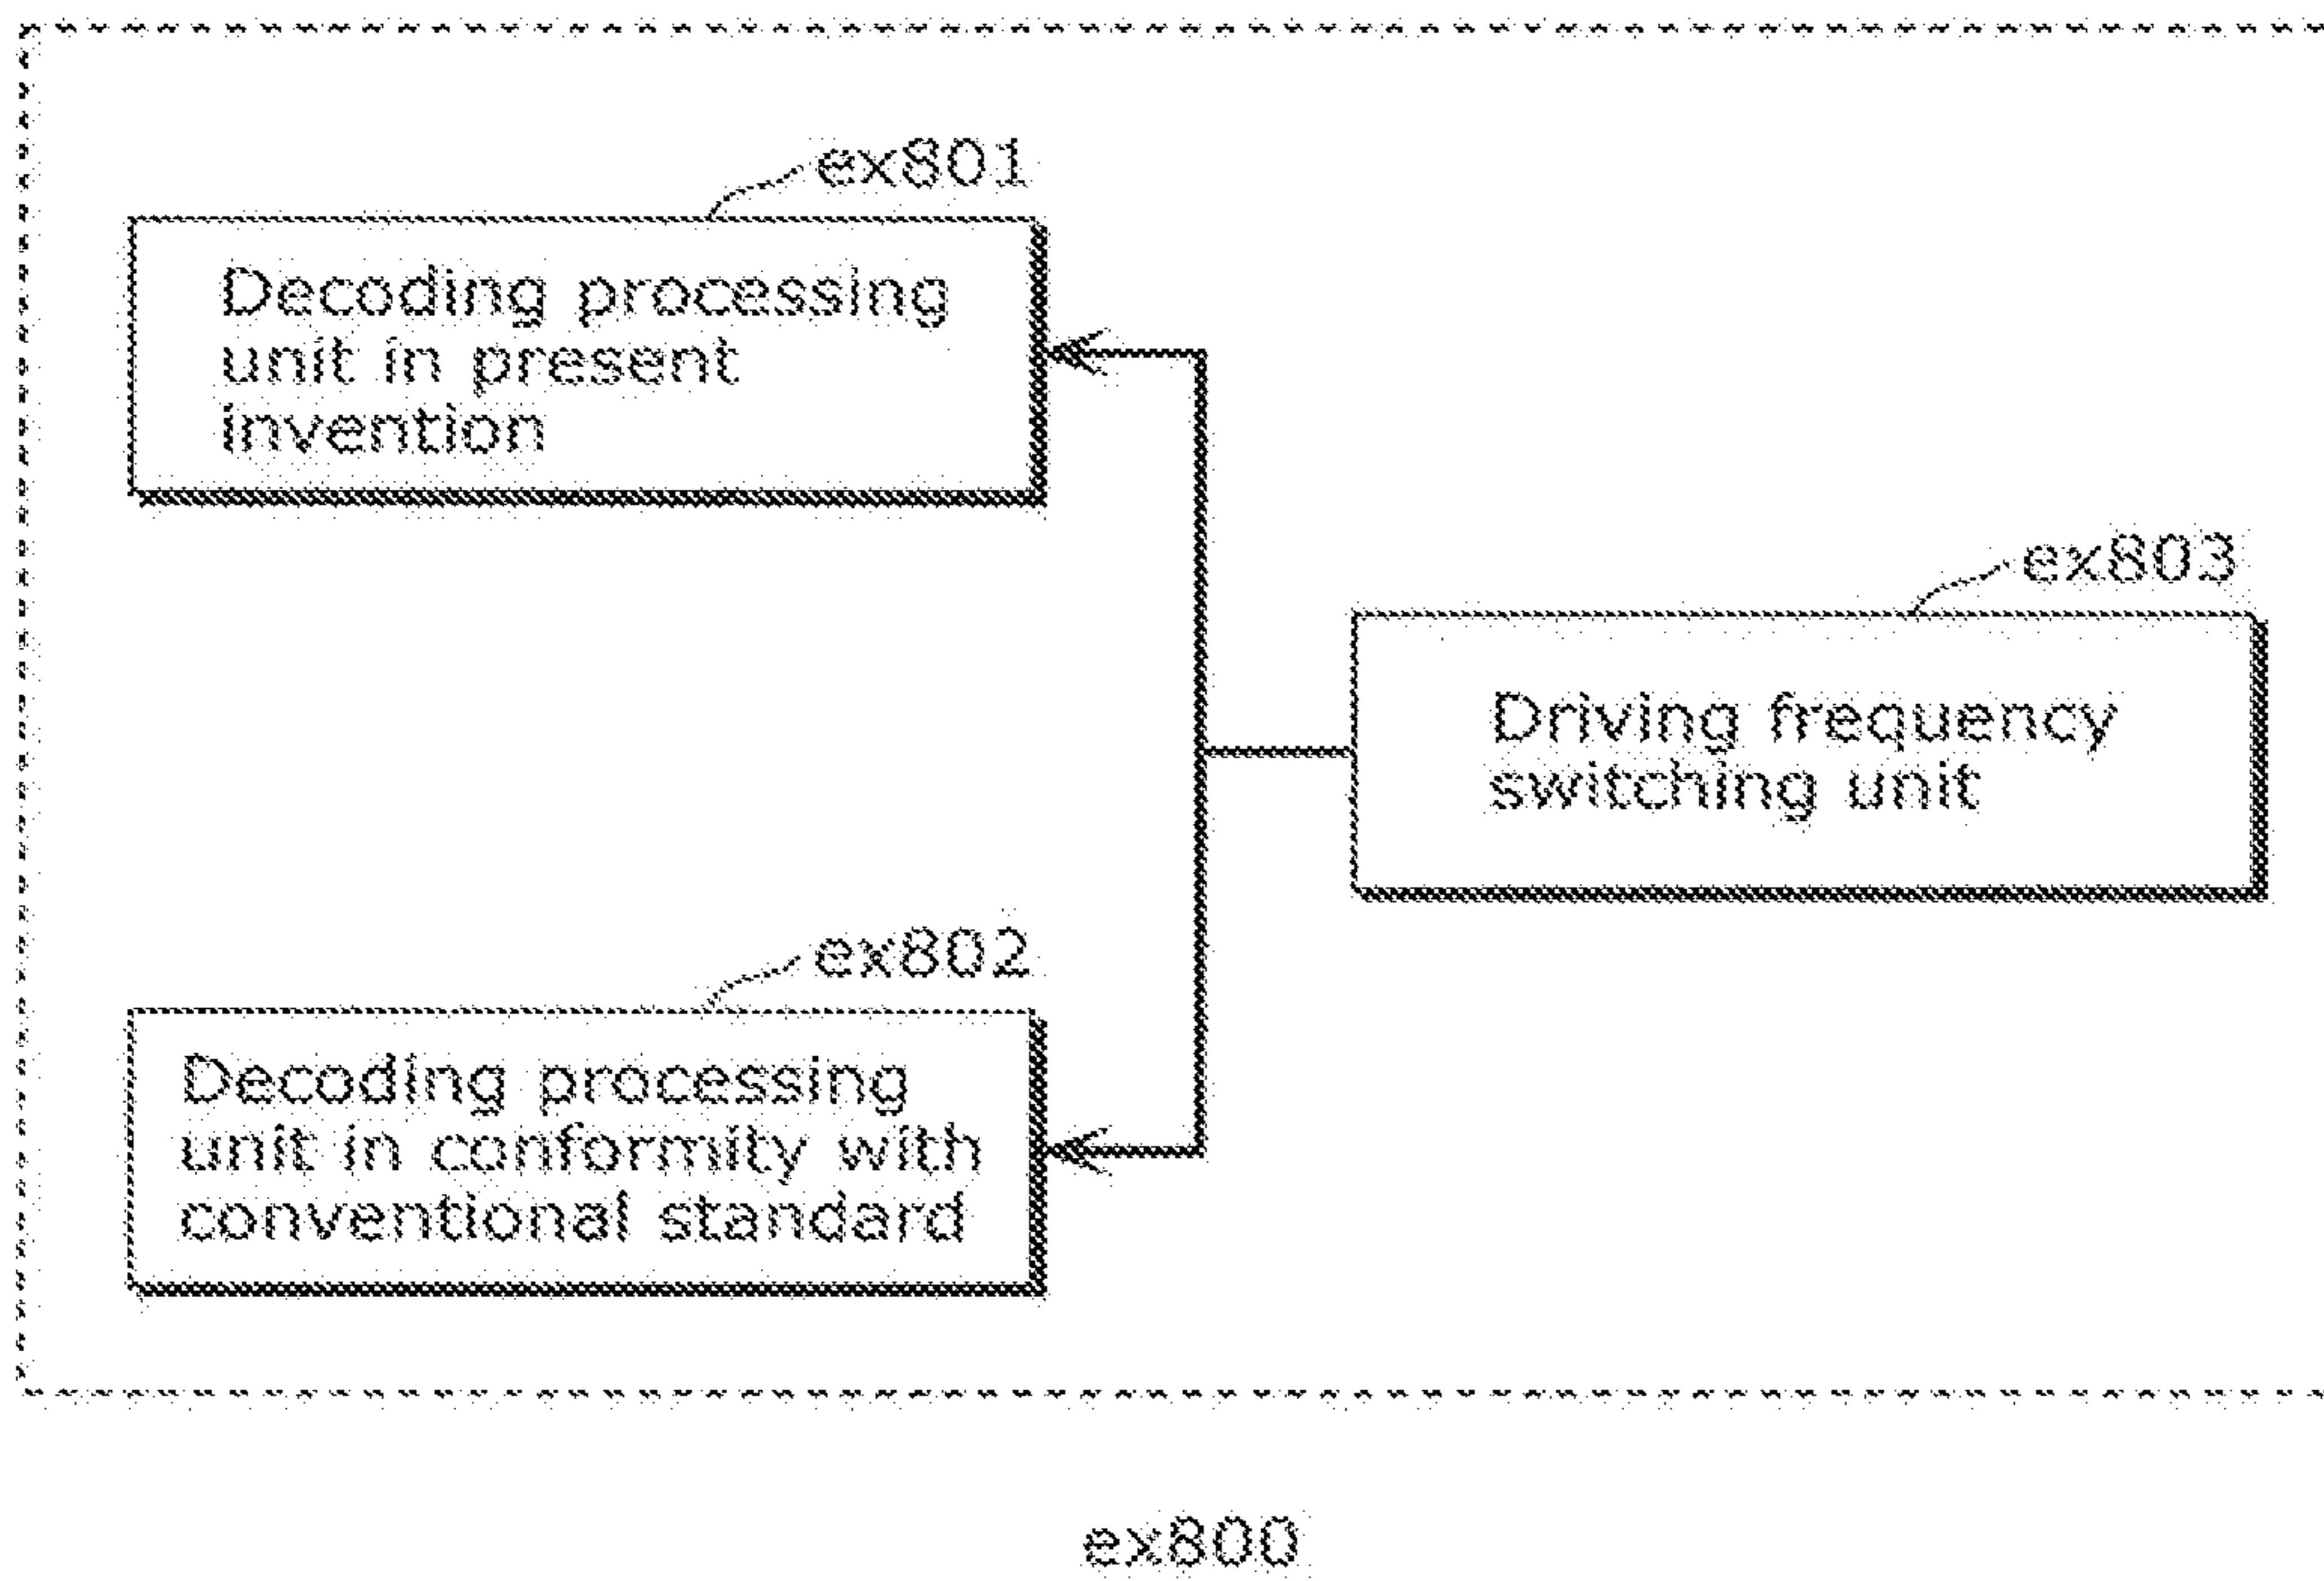 ex801
Decoding processing
unit in present
invention
ex803
Driving frequency
switching unit
ex802
Decoding processing
unit in conformity with
conventional standard
ex800